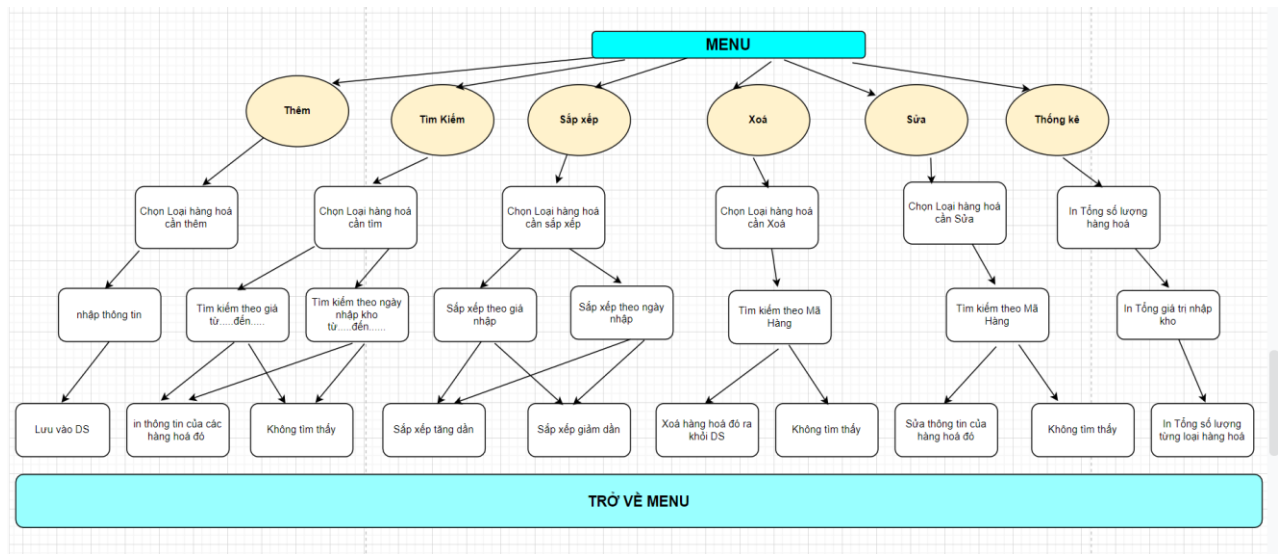 MENU
Thêm
Tìm Kiếm
Sắp xếp
Xoá
Sửa
Thống kê
Chọn Loại hàng hoá
cần thêm
Chọn Loại hàng hoá
cần tìm
Chọn Loại hàng hoá
cần sắp xếp
Chọn Loại hàng hoá
cần Xoá
Chọn Loại hàng hoá
cần Sửa
In Tổng số lượng
hàng hoá
nhập thông tin
Tìm kiếm theo giá
từ.....đến.....
Tìm kiếm theo ngày
nhập kho
từ.....đến......
Sắp xếp theo giá
nhập
Sắp xếp theo ngày
nhập
Tìm kiếm theo Mã
Hàng
Tìm kiếm theo Mã
Hàng
In Tổng giá trị nhập
kho
Lưu vào DS
in thông tin của các
hàng hoá đó
Không tìm thấy
Sắp xếp tăng dần
Sắp xếp giảm dần
Xoá hàng hoá đó ra
khỏi DS
Không tìm thấy
Sửa thông tin của
hàng hoá đó
Không tìm thấy
In Tổng số lượng
từng loại hàng hoá
TRỞ VỀ MENU